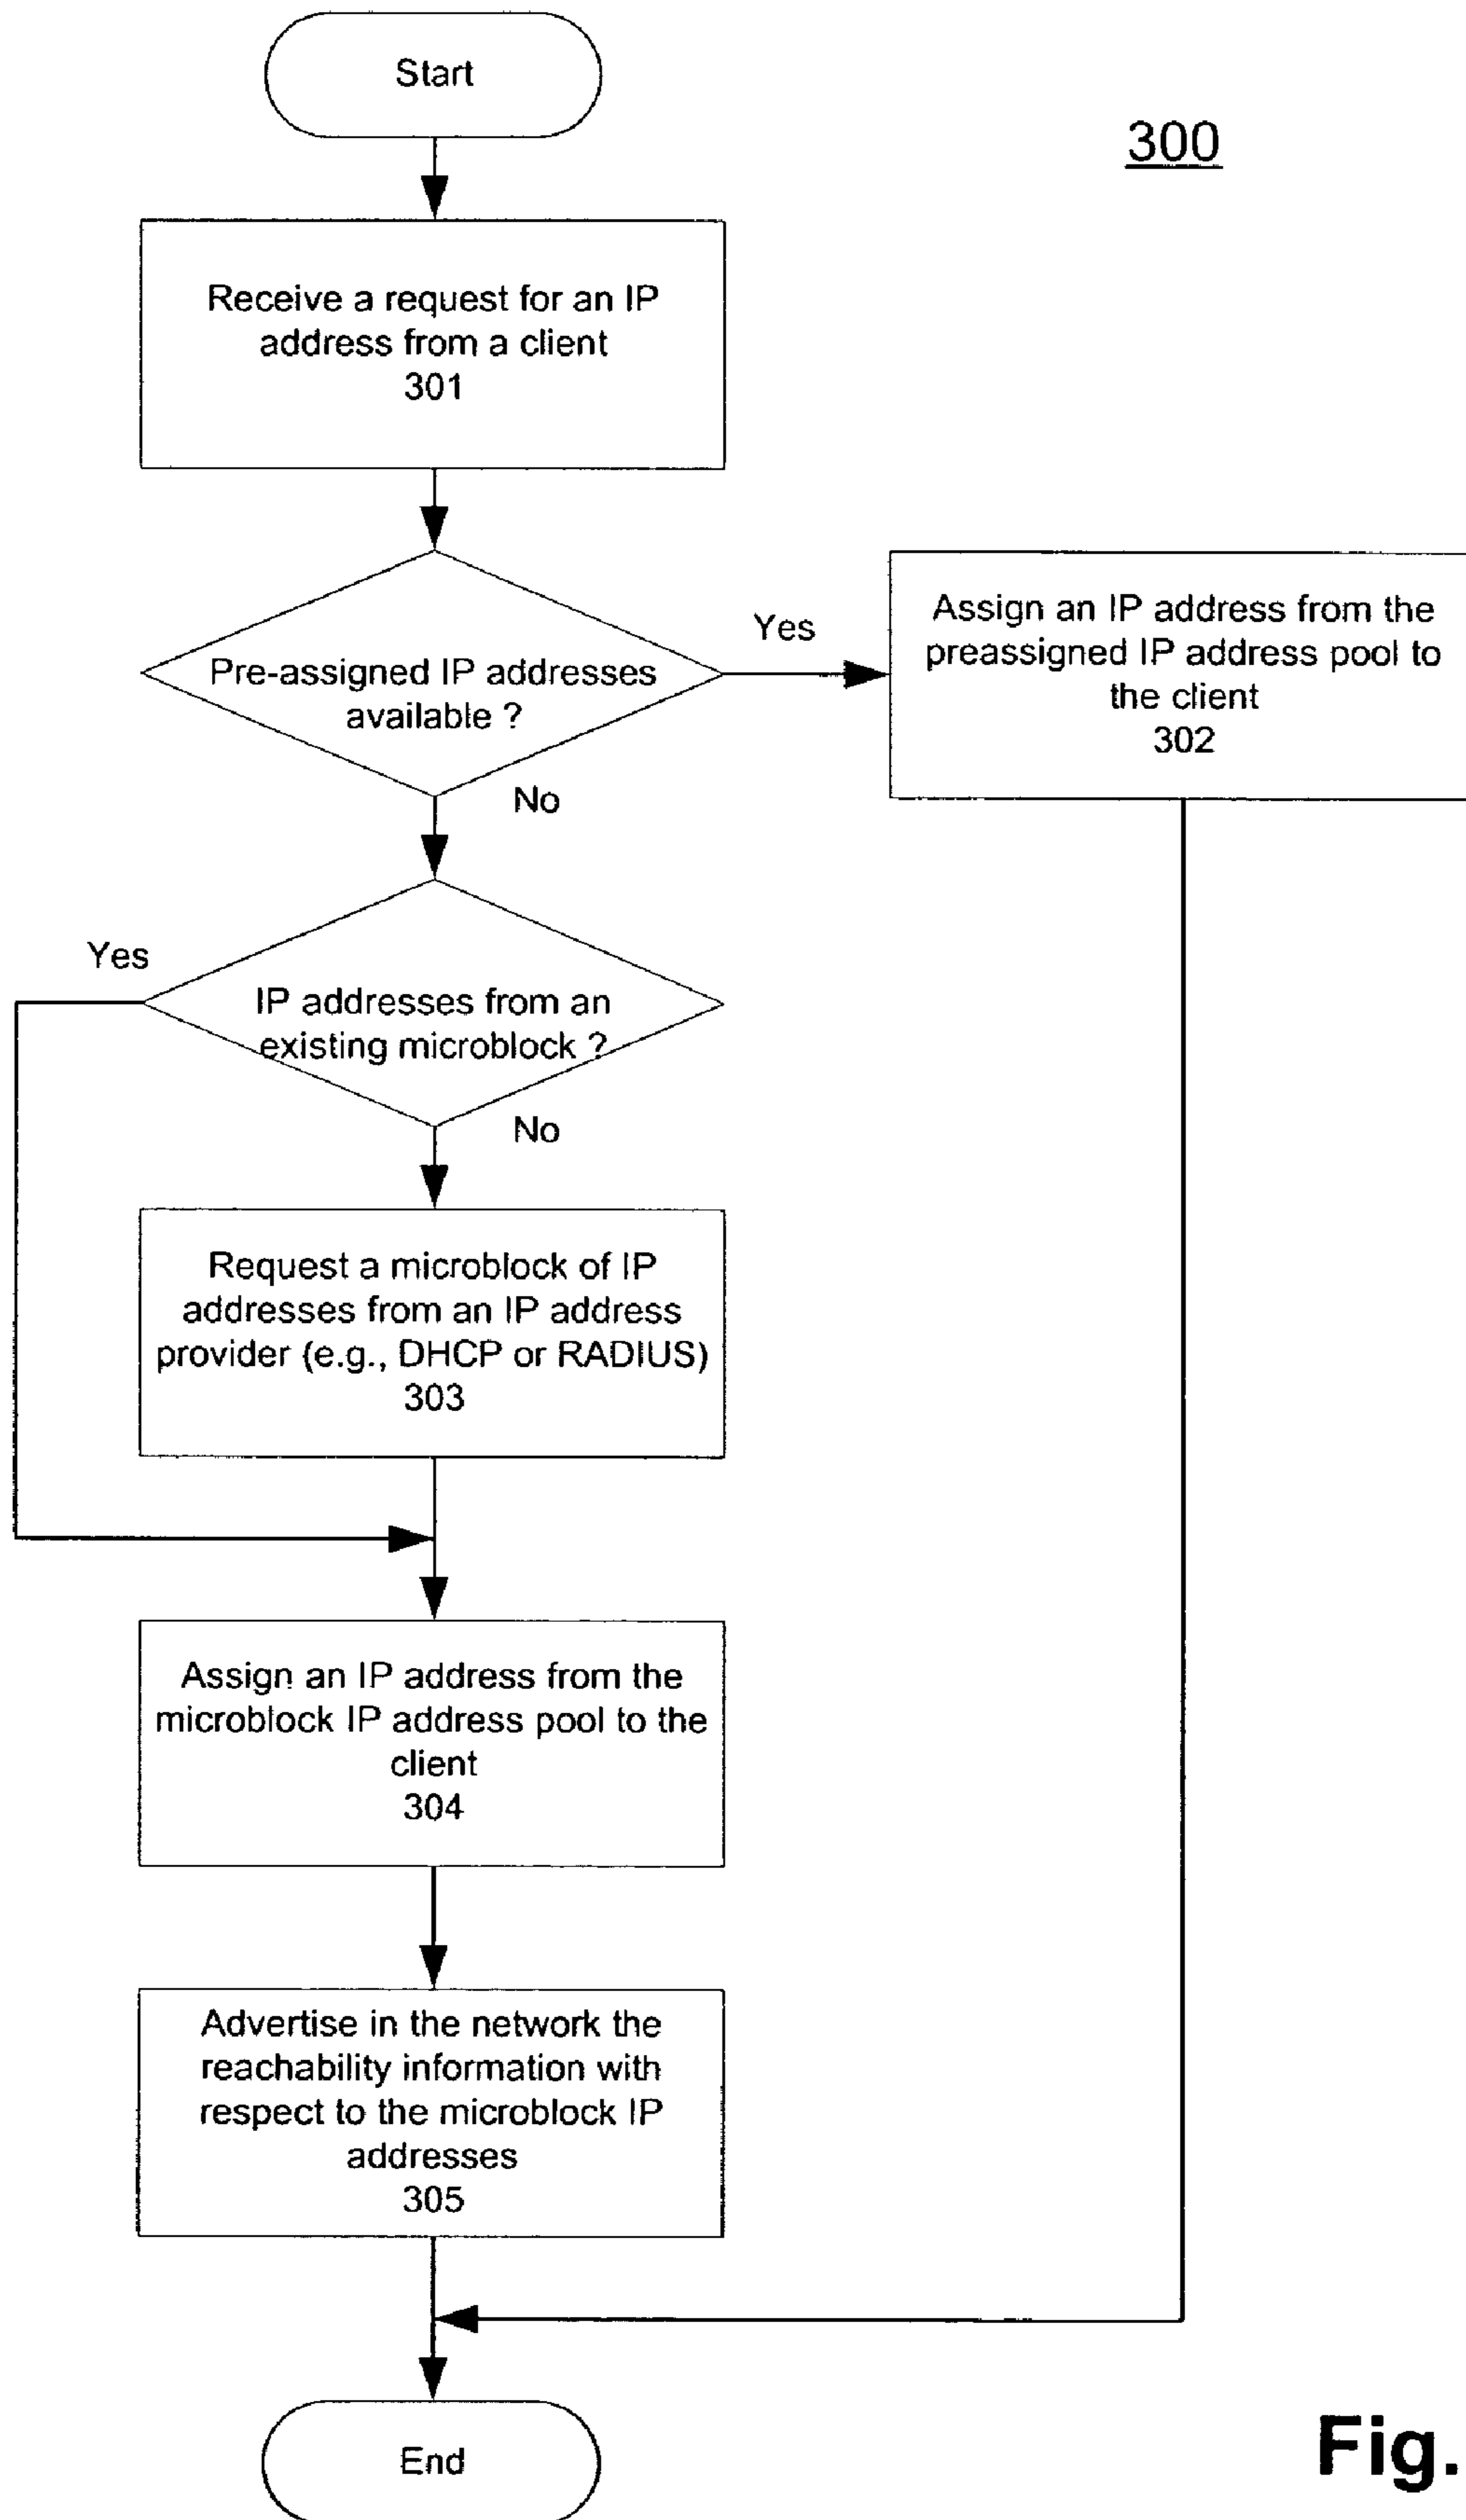 Start
300
Receive a request for an IP
address from a client
301
Pre-assigned IP addresses
available ?
Yes
Assign an IP address from the
preassigned IP address pool to
the client
302
No
Yes
IP addresses from an
existing microblock ?
No
Request a microblock of IP
addresses from an IP address
provider (e.g., DHCP or RADIUS)
303
Assign an IP address from the
microblock IP address pool to the
client
304
Advertise in the network the
reachability information with
respect to the microblock IP
addresses
305
End
Fig.